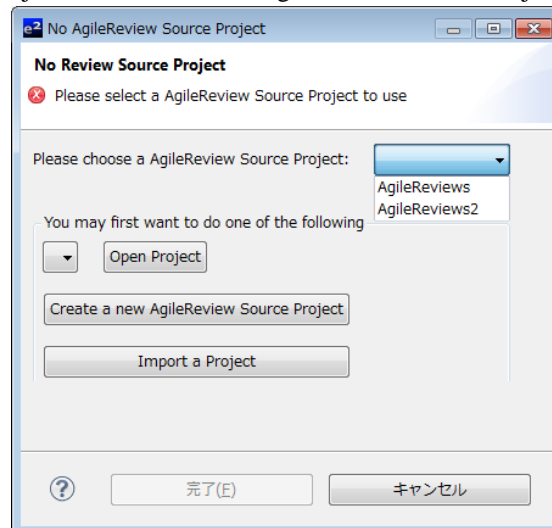 No AgileReview Source Project
No Review Source Project
Please select a AgileReview Source Project to use
Please choose a AgileReview Source Project:
AgileReviews
AgileReviews2
You may first want to do one of the following
Open Project
Create a new AgileReview Source Project
Import a Project
完了(F)
キャンセル